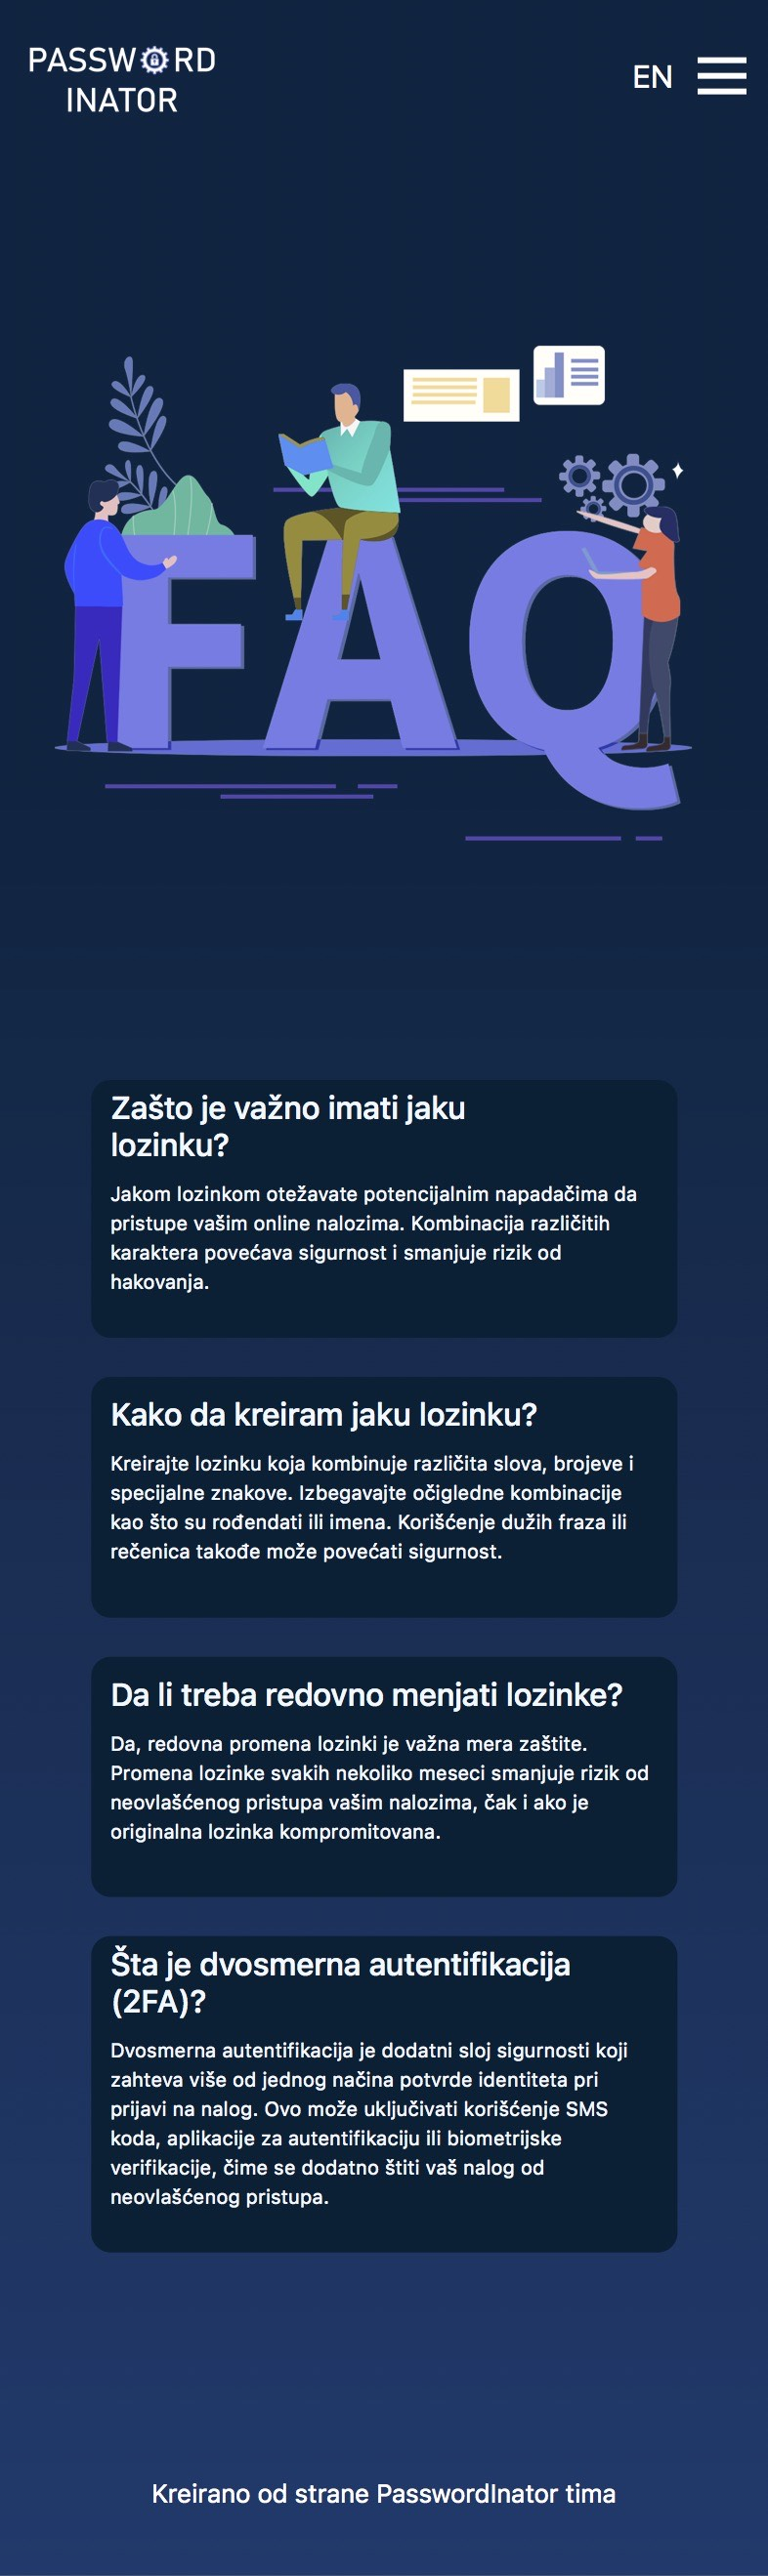 PASSWORD
INATOR
EN
FAQ
Zašto je važno imati jaku
lozinku?
Jakom lozinkom otežavate potencijalnim napadačima da
pristupe vašim online nalozima. Kombinacija različitih
karaktera povećava sigurnost i smanjuje rizik od
hakovanja.
Kako da kreiram jaku lozinku?
Kreirajte lozinku koja kombinuje različita slova, brojeve i
specijalne znakove. Izbegavajte očigledne kombinacije
kao što su rođendati ili imena. Korišćenje dužih fraza ili
rečenica takođe može povećati sigurnost.
Da li treba redovno menjati lozinke?
Da, redovna promena lozinki je važna mera zaštite.
Promena lozinke svakih nekoliko meseci smanjuje rizik od
neovlašćenog pristupa vašim nalozima, čak i ako je
originalna lozinka kompromitovana.
Šta je dvosmerna autentifikacija
(2FA)?
Dvosmerna autentifikacija je dodatni sloj sigurnosti koji
zahteva više od jednog načina potvrde identiteta pri
prijavi na nalog. Ovo može uključivati korišćenje SMS
koda, aplikacije za autentifikaciju ili biometrijske
verifikacije, čime se dodatno štiti vaš nalog od
neovlašćenog pristupa.
Kreirano od strane PasswordInator tima